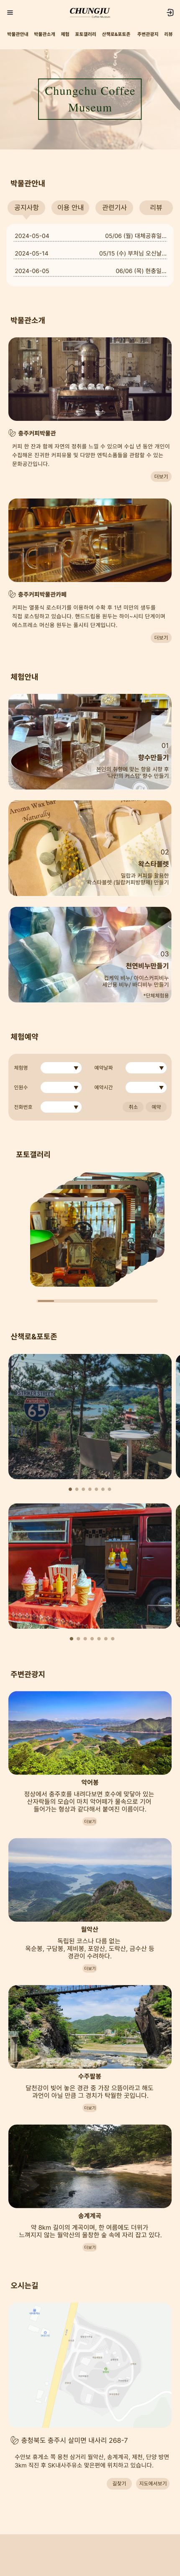 CHUNGJU
박물관안내 박물관소개 체험 포토갤러리 산책로&포토존 주변관광지 리뷰
Chungchu Coffee
Museum
박물관안내
공지사항 이용 안내 관련기사 리뷰
2024-05-04 05/06 (월) 대체공휴일...
2024-05-14 05/15 (수) 부처님 오신날...
2024-06-05 06/06 (목) 현충일...
박물관소개
충주커피박물관
커피 한 잔과 함께 자연의 정취를 느낄 수 있으며 수십 년 동안 개인이
수집해온 진귀한 커피유물 및 다양한 앤틱소품들을 관람할 수 있는
문화공간입니다.
더보기
충주커피박물관카페
커피는 열풍식 로스터기를 이용하여 수확 후 1년 미만의 생두를
직접 로스팅하고 있습니다. 핸드드립용 원두는 하이~시티 단계이며
에스프레소 머신용 원두는 풀시티 단계입니다.
더보기
체험안내
01
향수만들기
본인의 취향에 맞는 향을 시향 후
'나만의 커스텀' 향수 만들기
Aroma Wax bar
Naturally
02
왁스타블렛
밀랍과 커피를 활용한
왁스타블렛 (밀랍커피방향제) 만들기
03
천연비누만들기
컵케익 비누/ 아이스커피비누
세안용 비누/ 바디워푸 만들기
*단체체험용
체험예약
체험명 예약날짜
인원수 예약시간
전화번호 취소 예약
포토갤러리
산책로&포토존
65
주변관광지
악어봉
정상에서 충주호를 내려다보면 호수에 맞닿아 있는
산자락들의 모습이 마치 악어떼가 물속으로 기어
들어가는 형상과 같다해서 붙여진 이름이다.
더보기
월악산
독립된 코스나 다름 없는
옥순봉, 구담봉, 제비봉, 포암산, 도락산, 금수산 등
경관이 수려하다.
더보기
수주팔봉
달천강이 빚어 놓은 경관 중 가장 으뜸이라고 해도
과언이 아닐 만큼 그 경치가 탁월한 곳입니다.
더보기
송계계곡
약 8km 길이의 계곡이며, 한 여름에도 더위가
느껴지지 않는 월악산의 울창한 숲 속에 자리 잡고 있다.
더보기
오시는길
충청북도 충주시 살미면 내사리 268-7
수안보 휴게소 쪽 용천 삼거리 월악산, 송계계곡, 제천, 단양 방면
3km 직진 후 SK내사주유소 맞은편에 위치하고 있습니다.
길찾기 지도에서보기